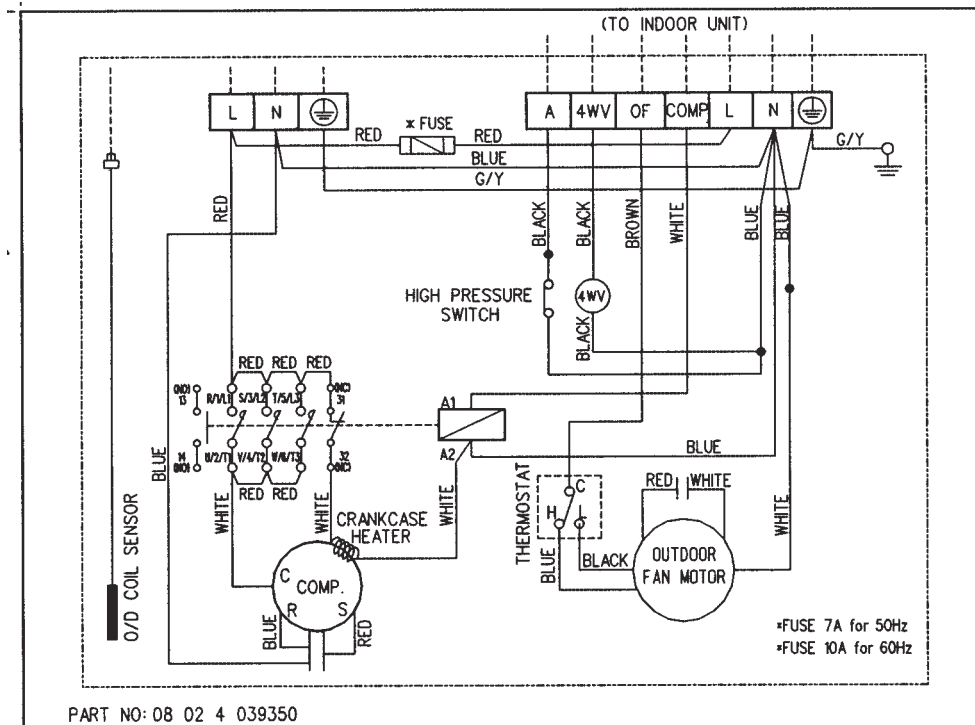 (TO INDOOR UNIT)
L N
A 4WV OF COMP L N
* FUSE
RED RED
BLUE
G/Y
G/Y
RED
BLACK
BLACK
BROWN
WHITE
BLUE
BLUE
HIGH PRESSURE
SWITCH
4WV
BLACK
RED RED RED
(NO) 13 R/1/L1 S/3/L2 T/5/L3 (NC) 31
A1
14 (NO) U/2/T1 V/4/T2 W/6/T3 32 (NC)
A2
BLUE
RED RED
BLUE
WHITE
WHITE
WHITE
CRANKCASE
HEATER
THERMOSTAT
C
H L
RED WHITE
WHITE
BLUE
BLACK
OUTDOOR
FAN MOTOR
C COMP.
R S
BLUE
RED
O/D COIL SENSOR
*FUSE 7A for 50Hz
*FUSE 10A for 60Hz
PART NO: 08 02 4 039350